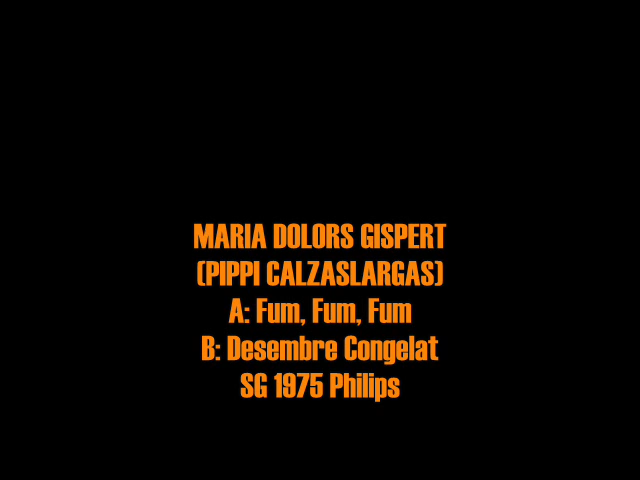 MARIA DOLORS GISPERT
(PIPPI CALZASLARGAS)
A: Fum, Fum, Fum
B: Desembre Congelat
SG 1975 Philips